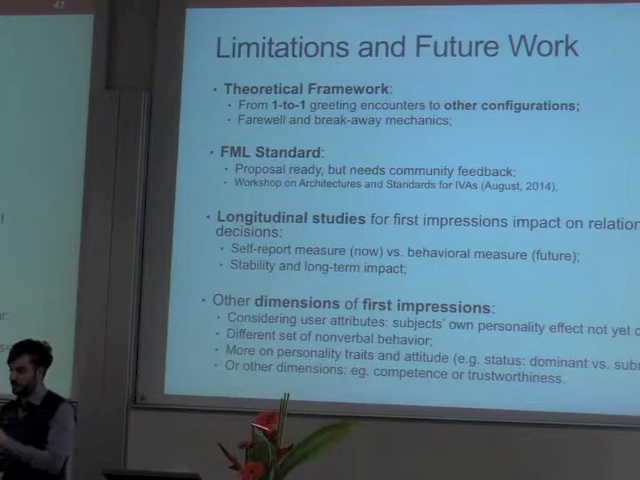 47
Limitations and Future Work
• Theoretical Framework:
• From 1-to-1 greeting encounters to other configurations;
• Farewell and break-away mechanics;
• FML Standard:
• Proposal ready, but needs community feedback;
• Workshop on Architectures and Standards for IVAs (August, 2014);
• Longitudinal studies for first impressions impact on relation
decisions:
• Self-report measure (now) vs. behavioral measure (future);
• Stability and long-term impact;
• Other dimensions of first impressions:
• Considering user attributes: subjects' own personality effect not yet
• Different set of nonverbal behavior;
• More on personality traits and attitude (e.g. status: dominant vs.
• Or other dimensions: eg. competence or trustworthiness.